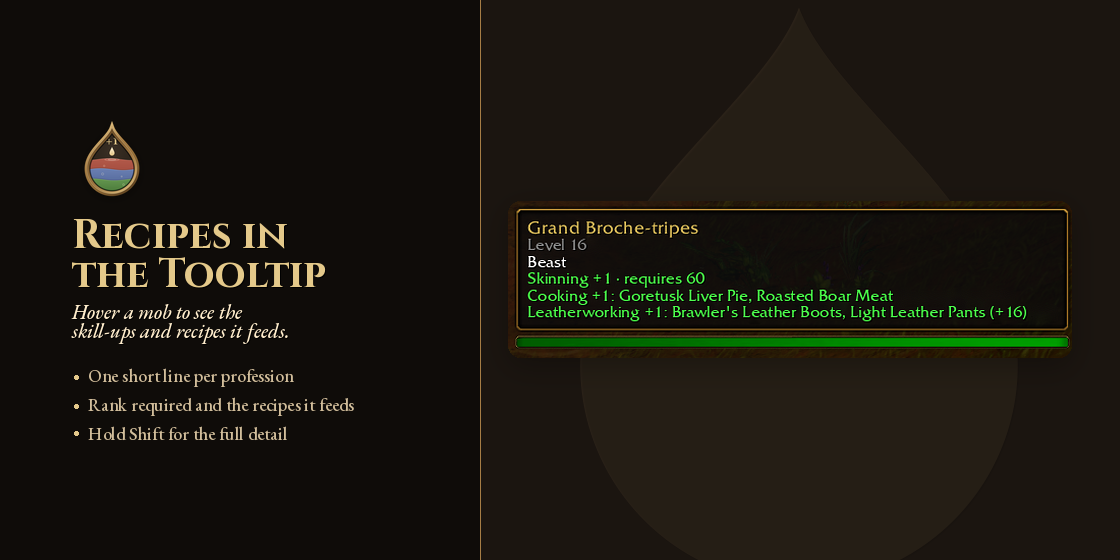 +1
RECIPES IN
THE TOOLTIP
Hover a mob to see the
skill-ups and recipes it feeds.
• One short line per profession
• Rank required and the recipes it feeds
• Hold Shift for the full detail
Grand Broche-tripes
Level 16
Beast
Skinning +1 · requires 60
Cooking +1: Goretusk Liver Pie, Roasted Boar Meat
Leatherworking +1: Brawler's Leather Boots, Light Leather Pants (+16)